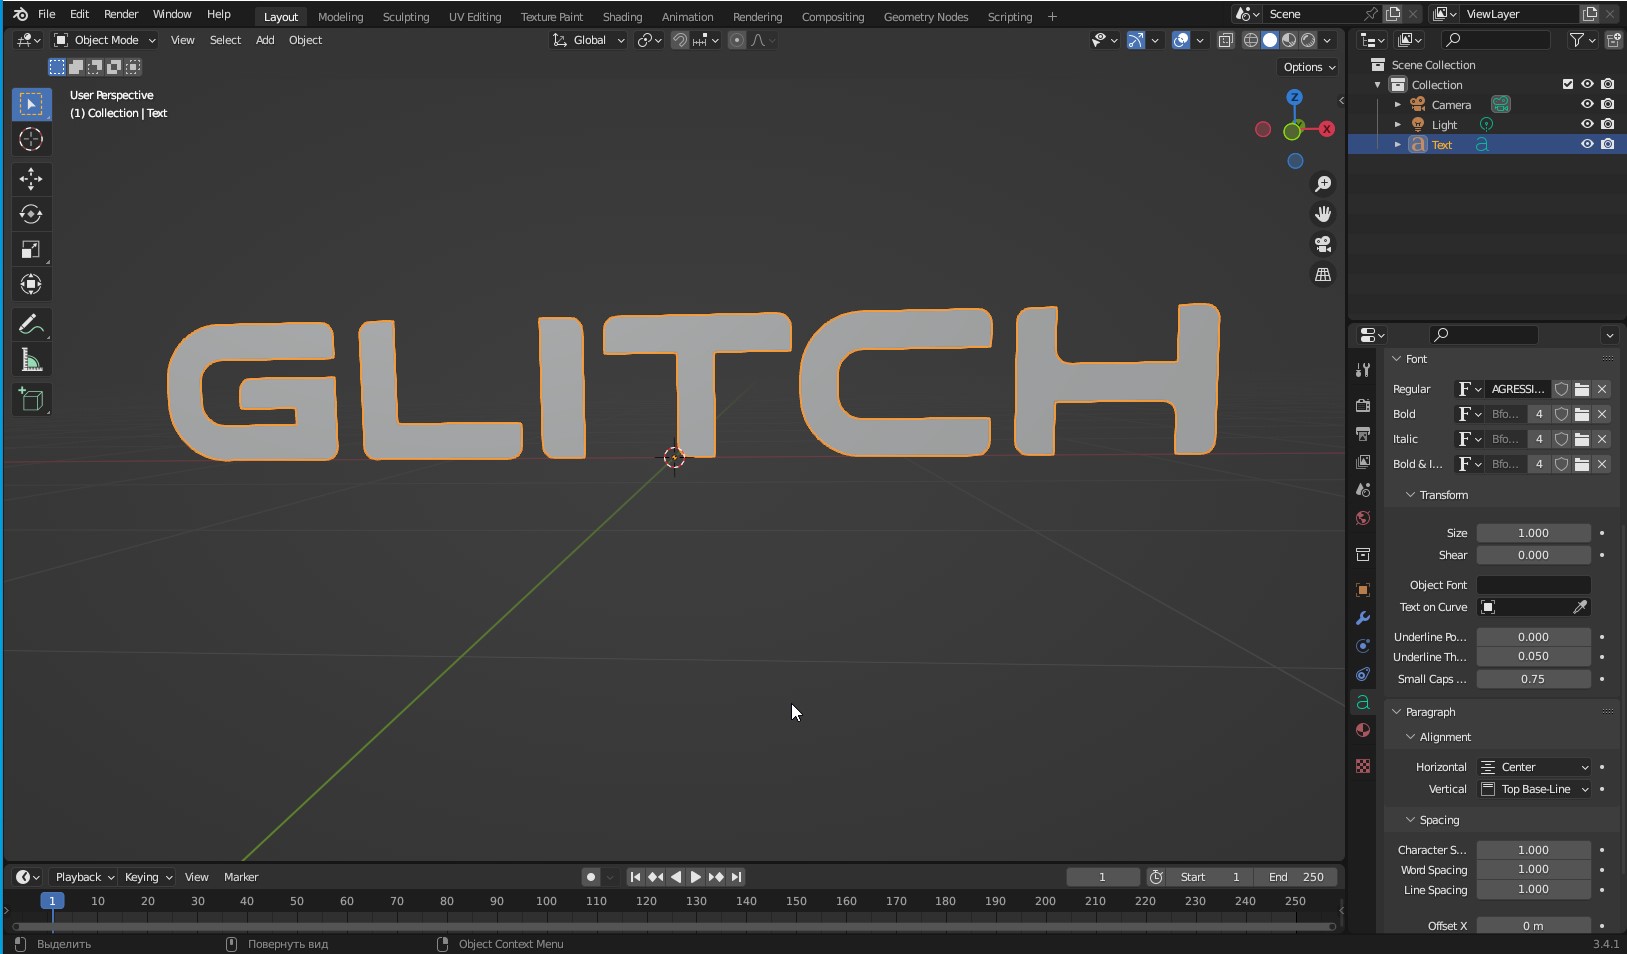 File Edit Render Window Help Layout Modeling Sculpting UV Editing Texture Paint Shading Animation Rendering Compositing Geometry Nodes Scripting + Scene ViewLayer
Object Mode View Select Add Object Global
Options
User Perspective
(1) Collection | Text
Z
X
GLITCH
Scene Collection
Collection
Camera
Light
Text
Font
Regular F AGRESSI...
Bold F Bfo... 4
Italic F Bfo... 4
Bold & I... F Bfo... 4
Transform
Size 1.000
Shear 0.000
Object Font
Text on Curve
Underline Po... 0.000
Underline Th... 0.050
Small Caps ... 0.75
Paragraph
Alignment
Horizontal Center
Vertical Top Base-Line
Spacing
Character S... 1.000
Word Spacing 1.000
Line Spacing 1.000
Offset X 0 m
Playback Keying View Marker 1 Start 1 End 250
1 10 20 30 40 50 60 70 80 90 100 110 120 130 140 150 160 170 180 190 200 210 220 230 240 250
Выделить Повернуть вид Object Context Menu 3.4.1